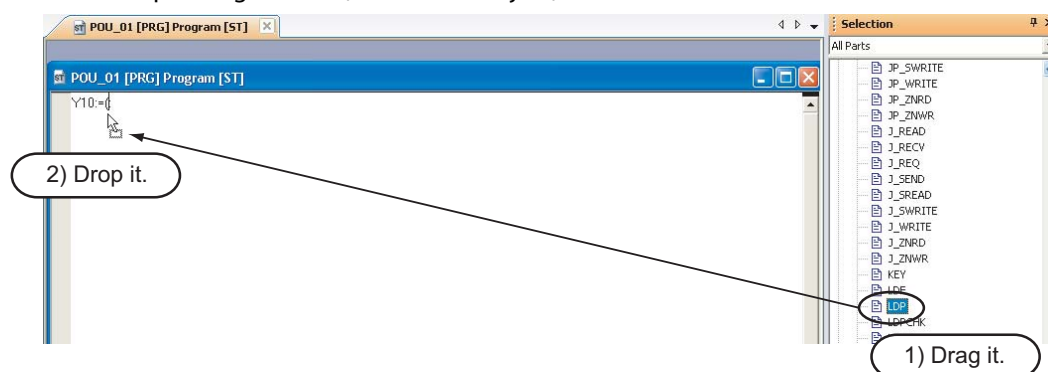 POU_01 [PRG] Program [ST]
Selection
All Parts
POU_01 [PRG] Program [ST]
Y10:=(
JP_SWRITE
JP_WRITE
JP_ZNRD
JP_ZNWR
J_READ
J_RECV
J_REQ
J_SEND
J_SREAD
J_SWRITE
J_WRITE
J_ZNRD
J_ZNWR
KEY
LDF
LDP
LDPCHK
2) Drop it.
1) Drag it.